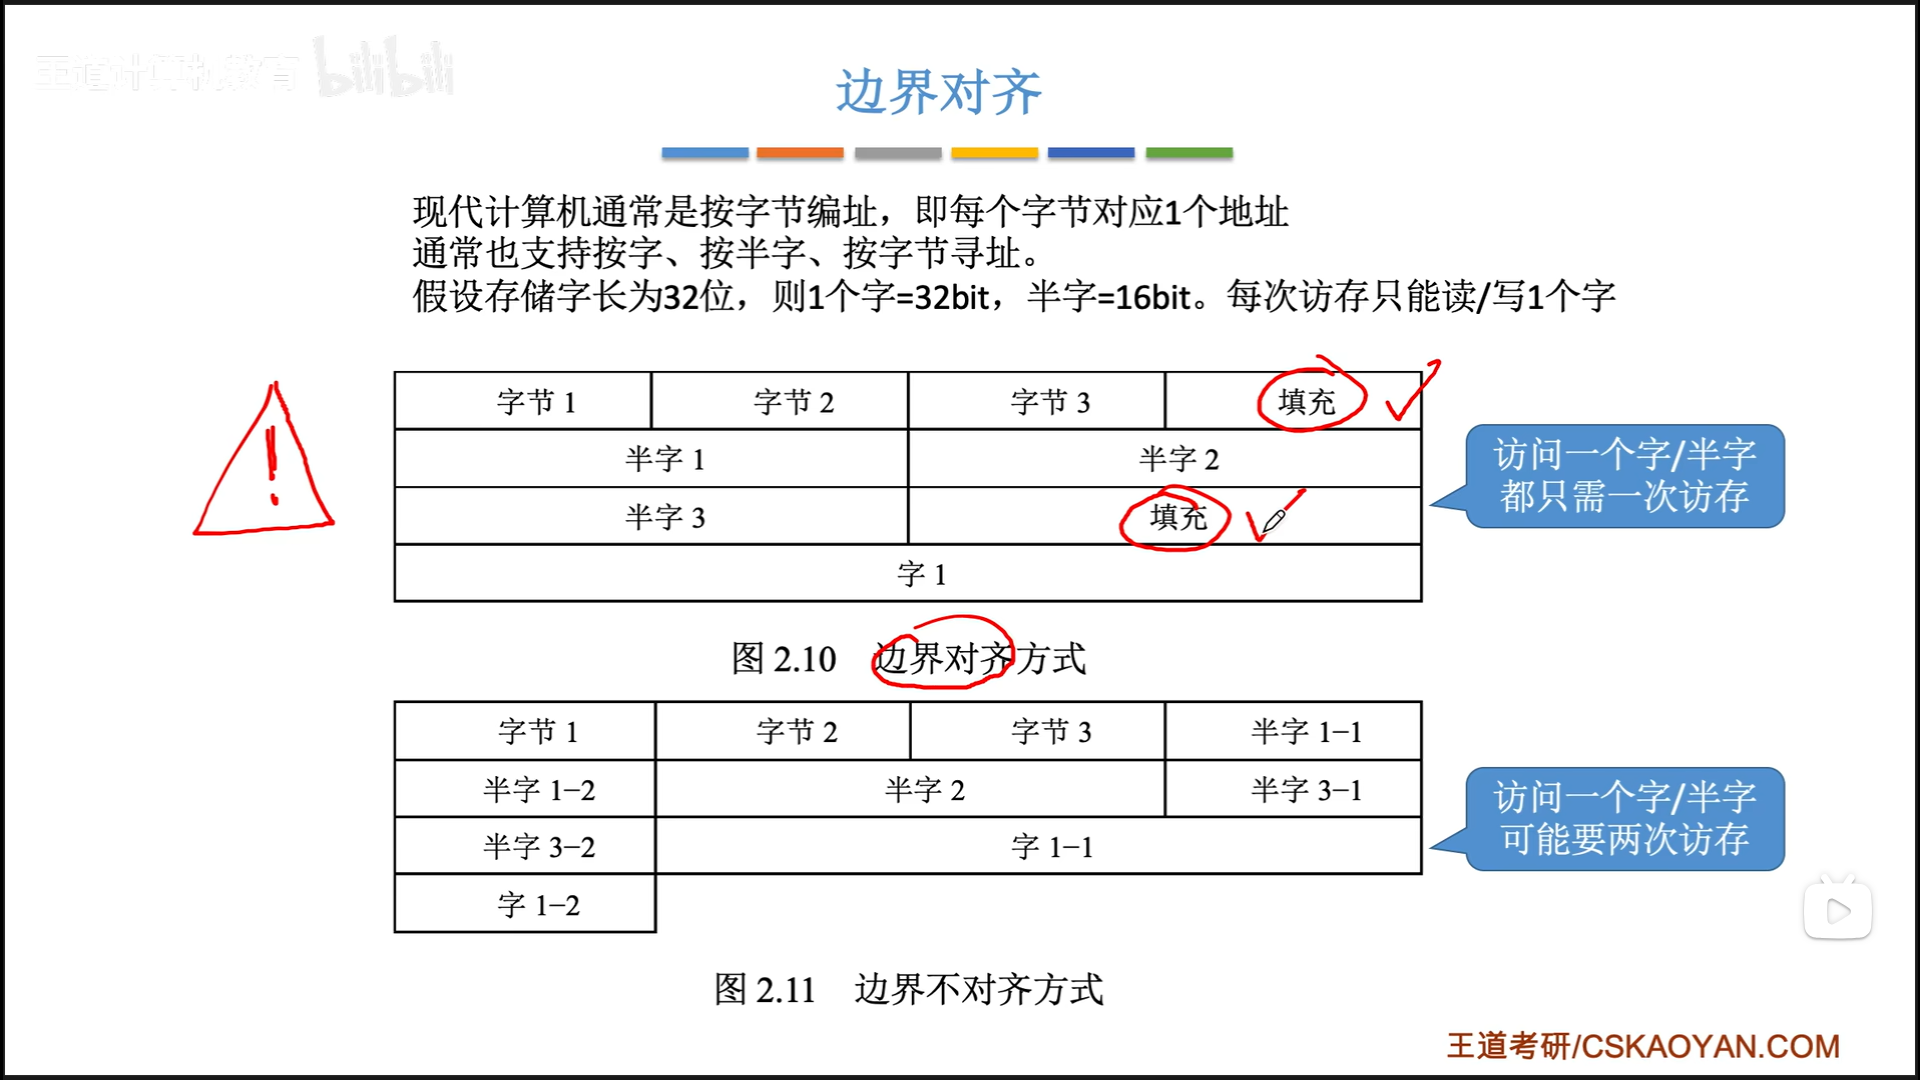 王道计算机教育 bilibili
边界对齐
现代计算机通常是按字节编址，即每个字节对应1个地址
通常也支持按字、按半字、按字节寻址。
假设存储字长为32位，则1个字=32bit，半字=16bit。每次访存只能读/写1个字
字节 1 字节 2 字节 3 填充
半字 1 半字 2
半字 3 填充
字 1
访问一个字/半字
都只需一次访存
!
图 2.10 边界对齐方式
字节 1 字节 2 字节 3 半字 1-1
半字 1-2 半字 2 半字 3-1
半字 3-2 字 1-1
字 1-2
访问一个字/半字
可能要两次访存
图 2.11 边界不对齐方式
王道考研/CSKAOYAN.COM